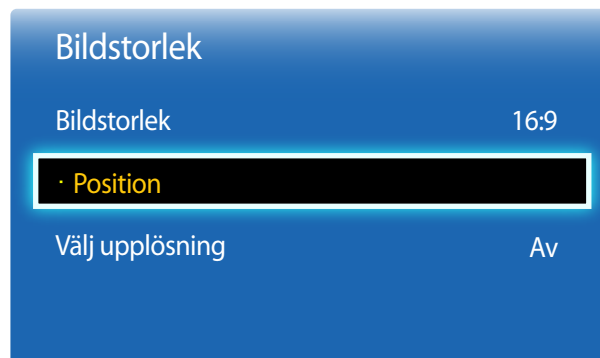 Bildstorlek
Bildstorlek 16:9
· Position
Välj upplösning Av